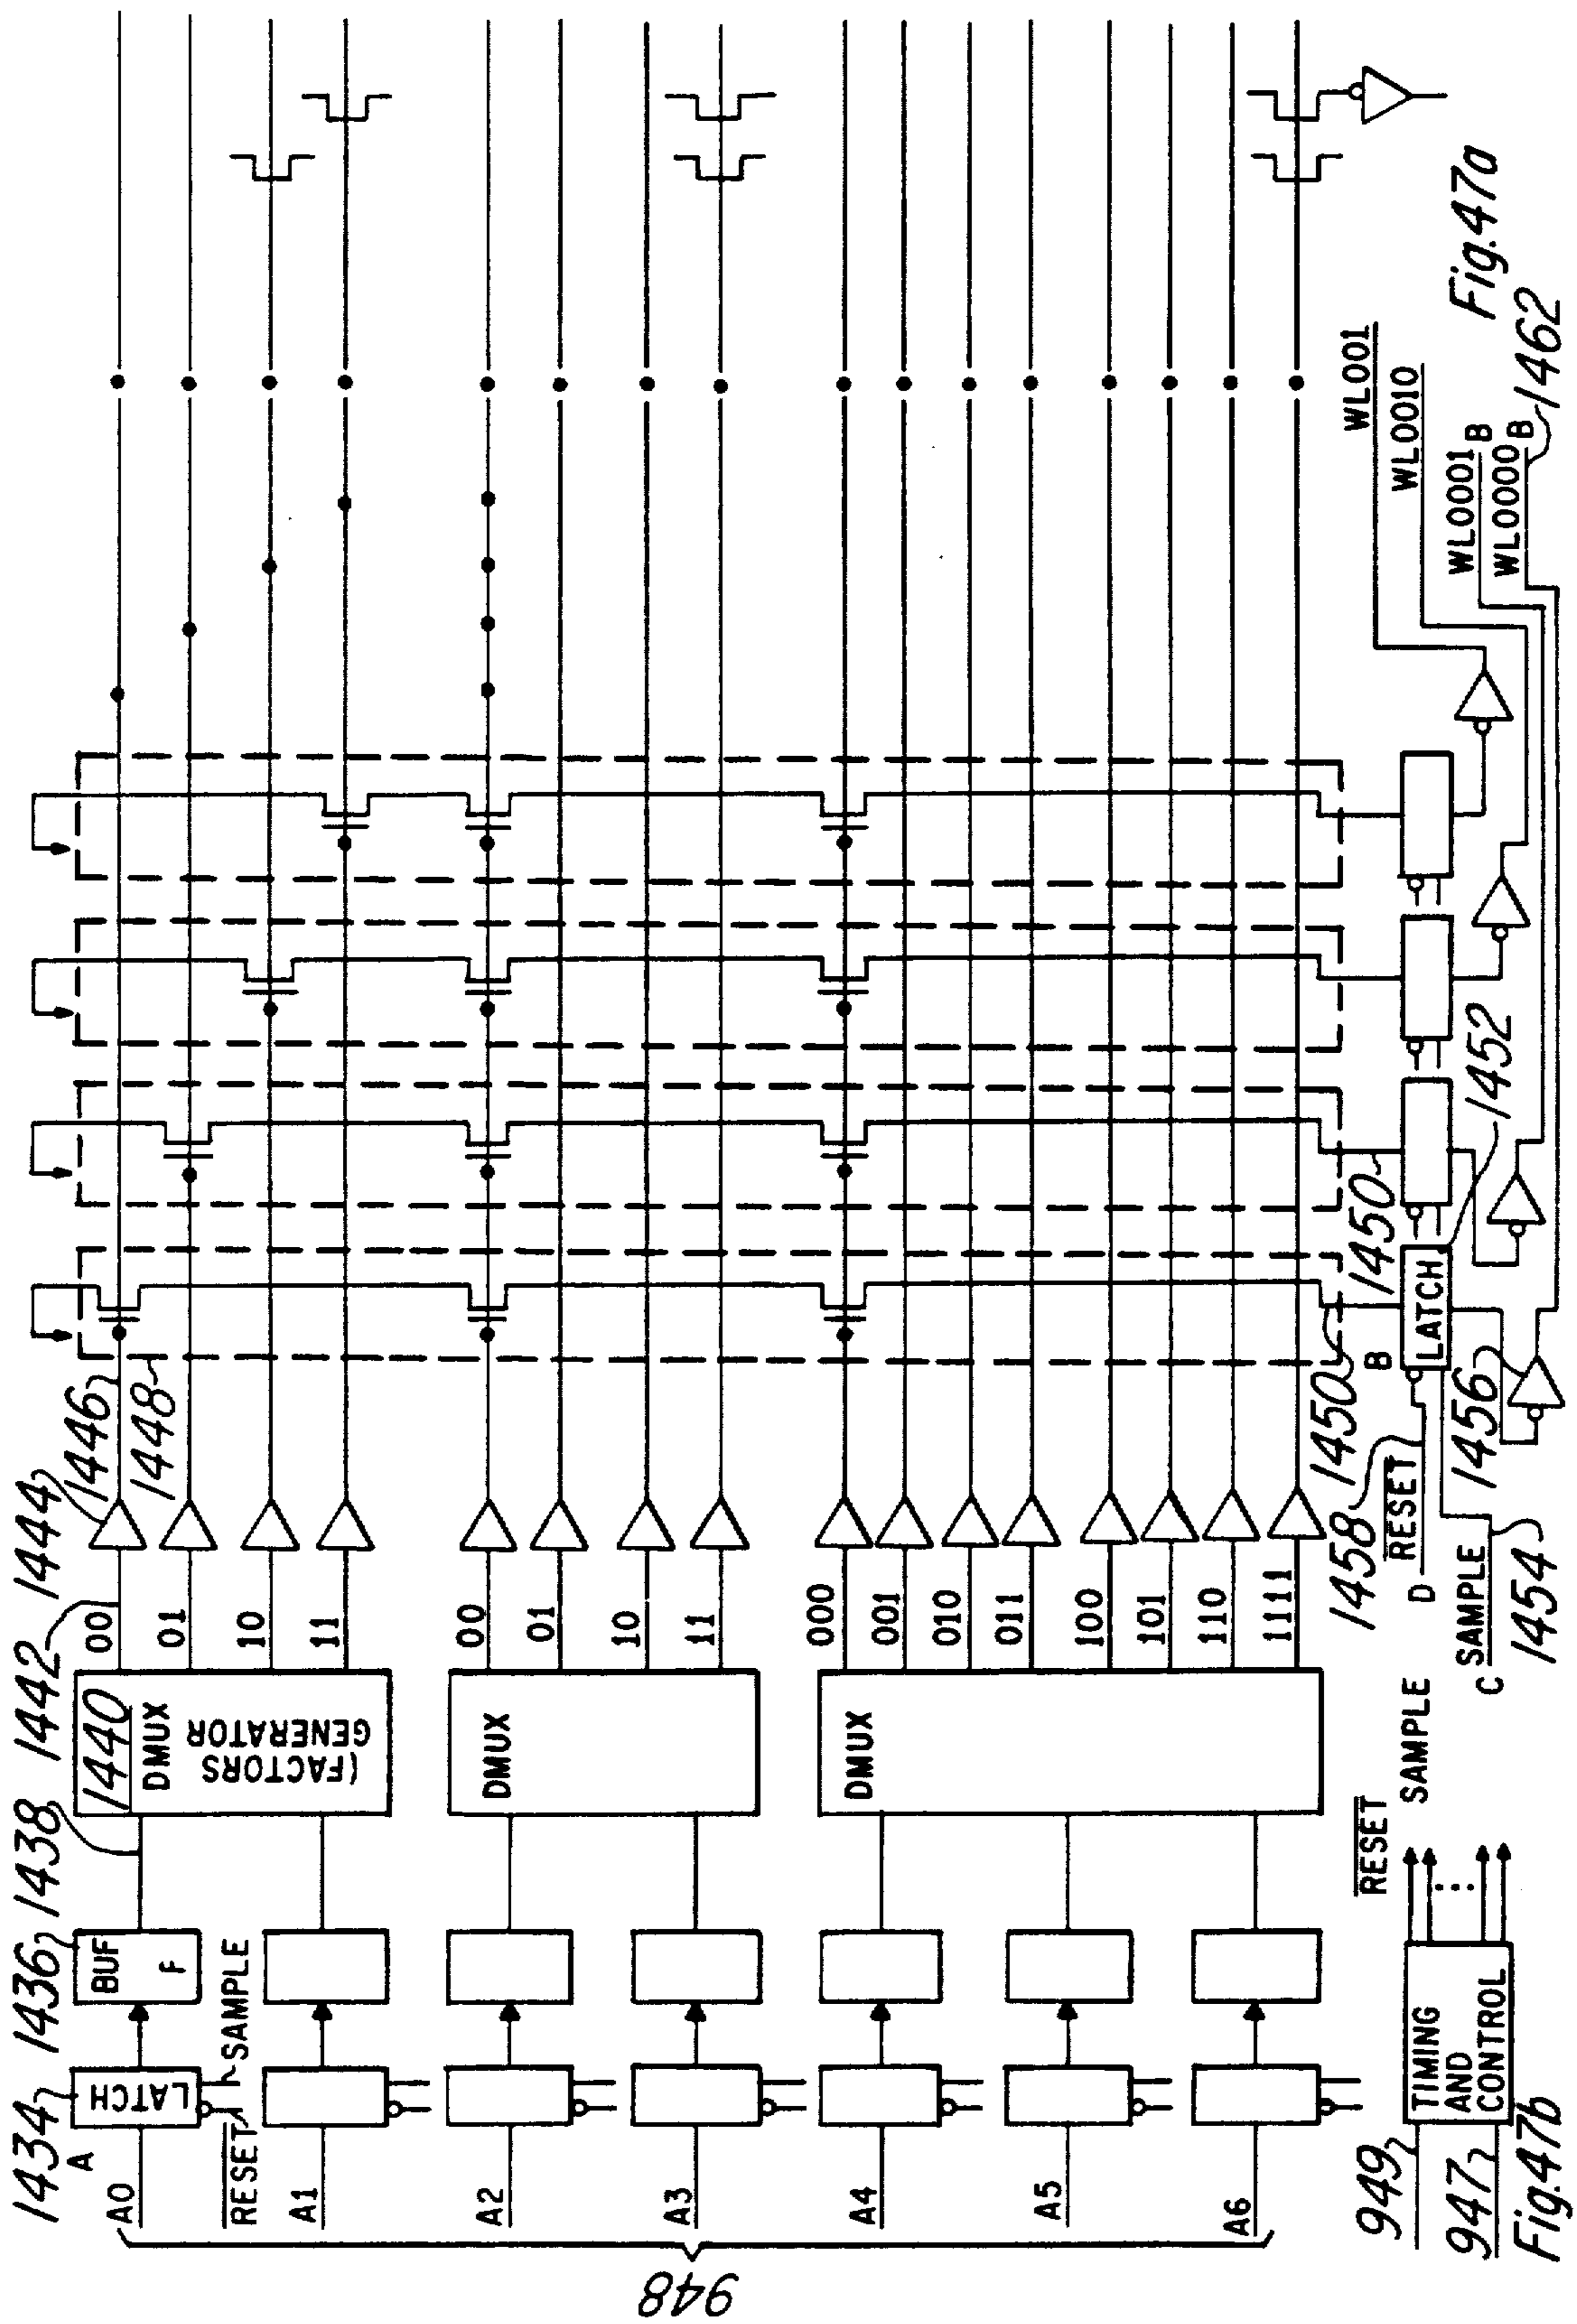 1434
1436
1438
1442
1444
1446
1448
1440
A
A0
LATCH
RESET
SAMPLE
BUF
F
DMUX
(FACTORS
GENERATOR
00
01
10
11
A1
A2
A3
DMUX
00
01
10
11
A4
A5
A6
DMUX
000
001
010
011
100
101
110
1111
948
1450
1450
1452
B
LATCH
1458
D RESET
C SAMPLE
1454
1456
WL001
WL0010
WL0001 B
WL0000 B
1462
Fig. 47a
949
947
TIMING
AND
CONTROL
RESET
SAMPLE
Fig. 47b